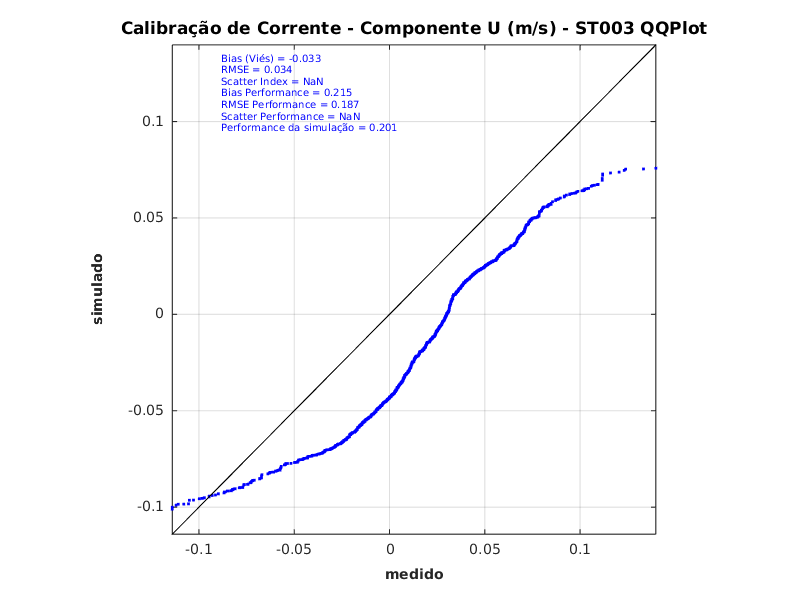 Calibração de Corrente - Componente U (m/s) - ST003 QQPlot
Bias (Viés) = -0.033
RMSE = 0.034
Scatter Index = NaN
Bias Performance = 0.215
RMSE Performance = 0.187
Scatter Performance = NaN
Performance da simulação = 0.201
0.1
0.05
0
-0.05
-0.1
simulado
-0.1 -0.05 0 0.05 0.1
medido